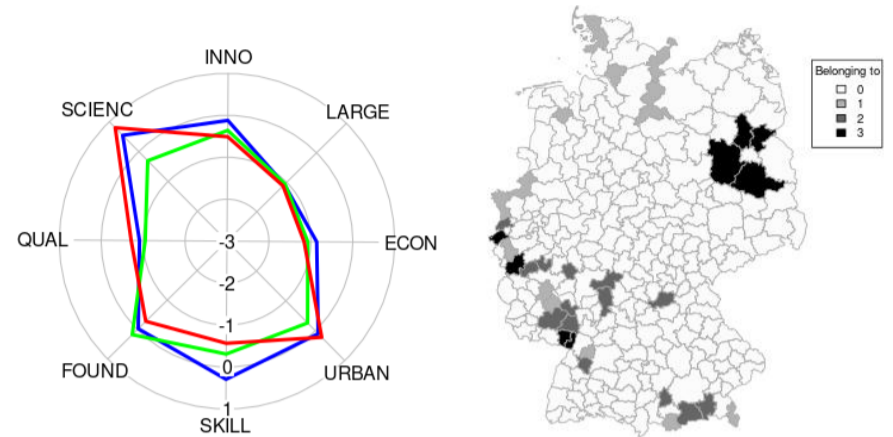 INNO
SCIENC
LARGE
QUAL
ECON
-3
-2
-1
0
1
FOUND
URBAN
SKILL
Belonging to
0
1
2
3